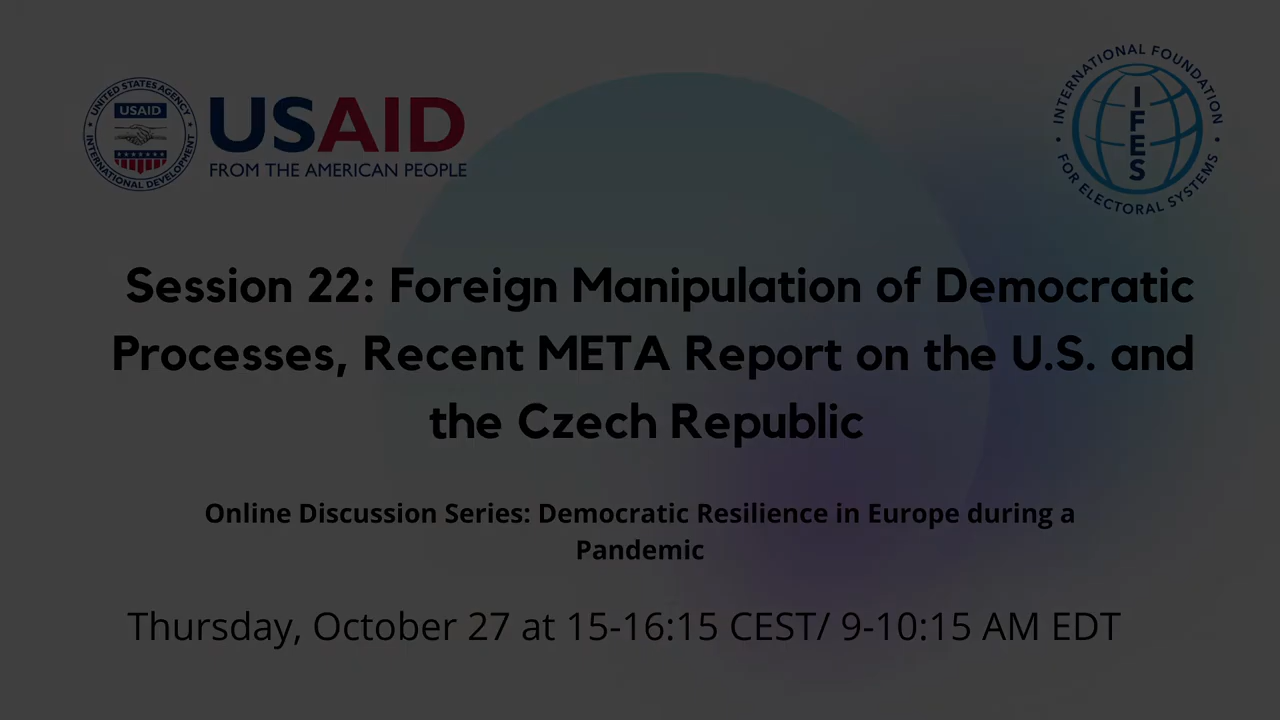 UNITED STATES AGENCY
USAID
INTERNATIONAL DEVELOPMENT
USAID
FROM THE AMERICAN PEOPLE
INTERNATIONAL FOUNDATION
IFES
FOR ELECTORAL SYSTEMS
Session 22: Foreign Manipulation of Democratic
Processes, Recent META Report on the U.S. and
the Czech Republic
Online Discussion Series: Democratic Resilience in Europe during a
Pandemic
Thursday, October 27 at 15-16:15 CEST/ 9-10:15 AM EDT